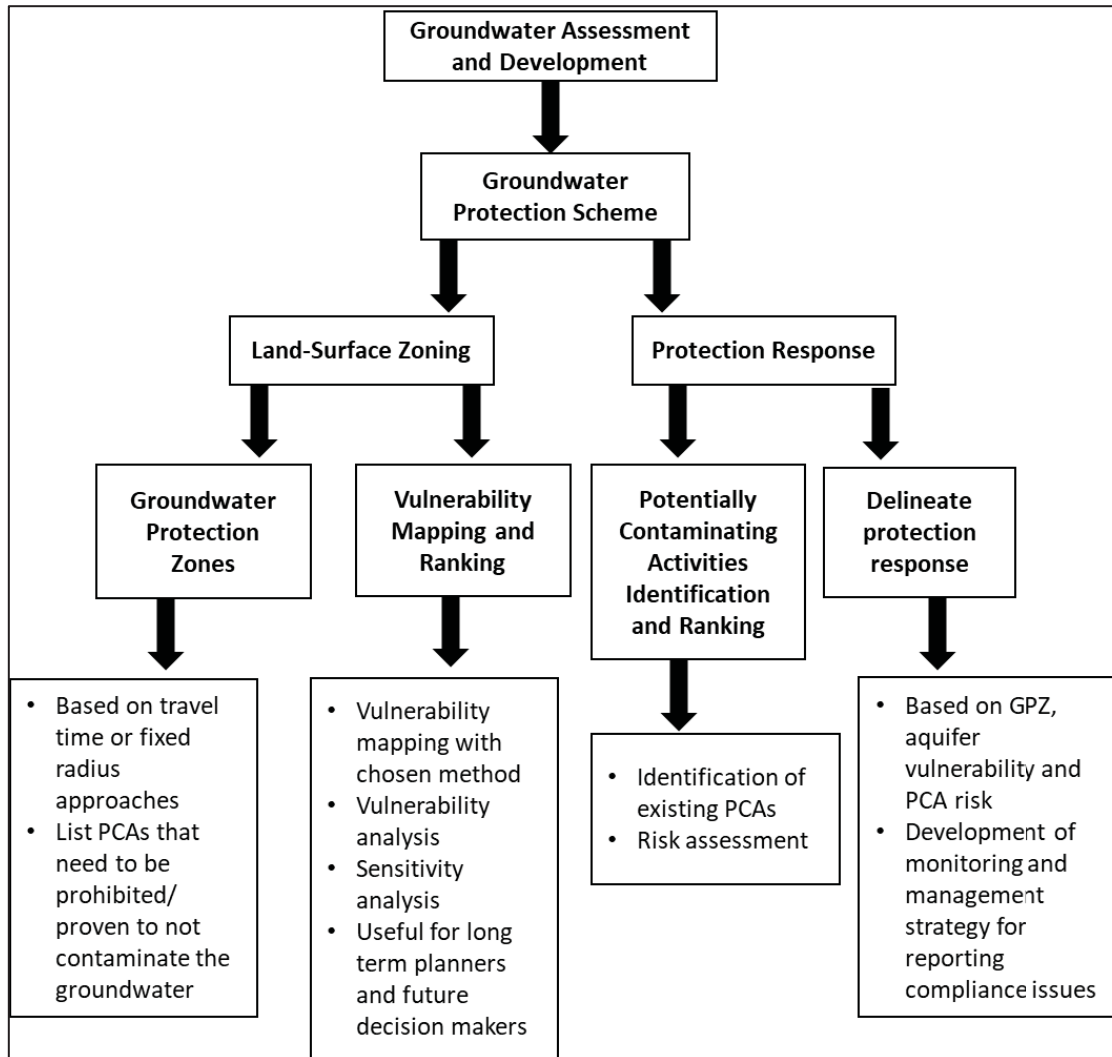 Groundwater Assessment
and Development
Groundwater
Protection Scheme
Land-Surface Zoning
Protection Response
Groundwater
Protection
Zones
Vulnerability
Mapping and
Ranking
Potentially
Contaminating
Activities
Identification
and Ranking
Delineate
protection
response
• Based on travel
time or fixed
radius
approaches
• List PCAs that
need to be
prohibited/
proven to not
contaminate the
groundwater
• Vulnerability
mapping with
chosen method
• Vulnerability
analysis
• Sensitivity
analysis
• Useful for long
term planners
and future
decision makers
• Identification of
existing PCAs
• Risk assessment
• Based on GPZ,
aquifer
vulnerability and
PCA risk
• Development of
monitoring and
management
strategy for
reporting
compliance issues